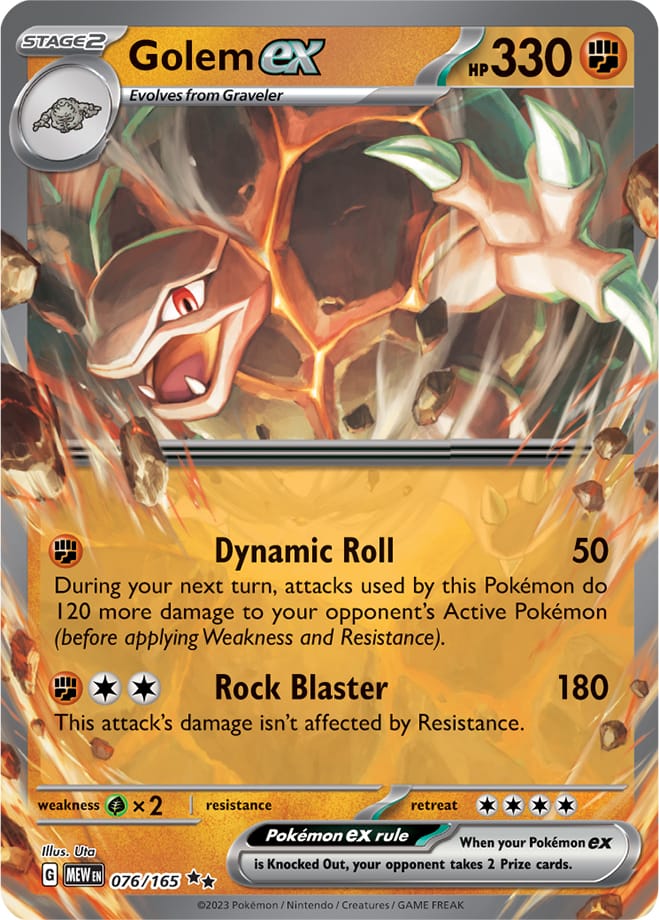 STAGE2
Golem ex
HP 330
Evolves from Graveler
Dynamic Roll 50
During your next turn, attacks used by this Pokémon do
120 more damage to your opponent's Active Pokémon
(before applying Weakness and Resistance).
Rock Blaster 180
This attack's damage isn't affected by Resistance.
weakness ×2 resistance retreat
Pokémon ex rule
When your Pokémon ex
is Knocked Out, your opponent takes 2 Prize cards.
Illus. Uta
G MEW EN 076/165
©2023 Pokémon / Nintendo / Creatures / GAME FREAK